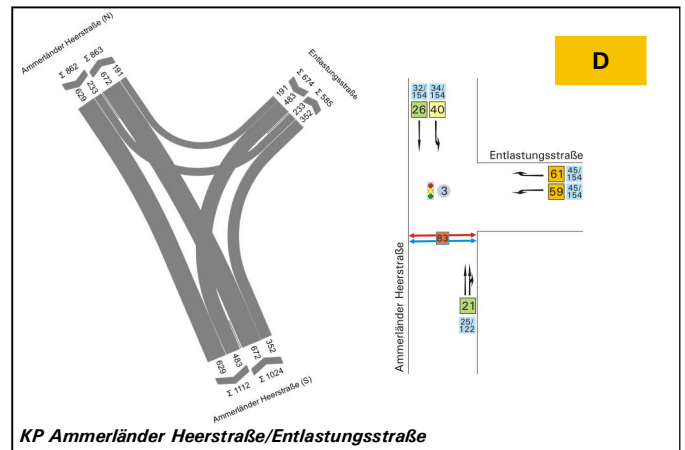 Ammerländer Heerstraße (N)
Σ 862
Σ 863
629
233
672
191
Entlastungsstraße
Σ 674
Σ 585
191
483
233
352
629
483
672
352
Σ 1112
Σ 1024
Ammerländer Heerstraße (S)
D
32/
154
34/
154
26
40
Entlastungsstraße
61
45/
154
59
45/
154
3
63
Ammerländer Heerstraße
21
25/
122
KP Ammerländer Heerstraße/Entlastungsstraße